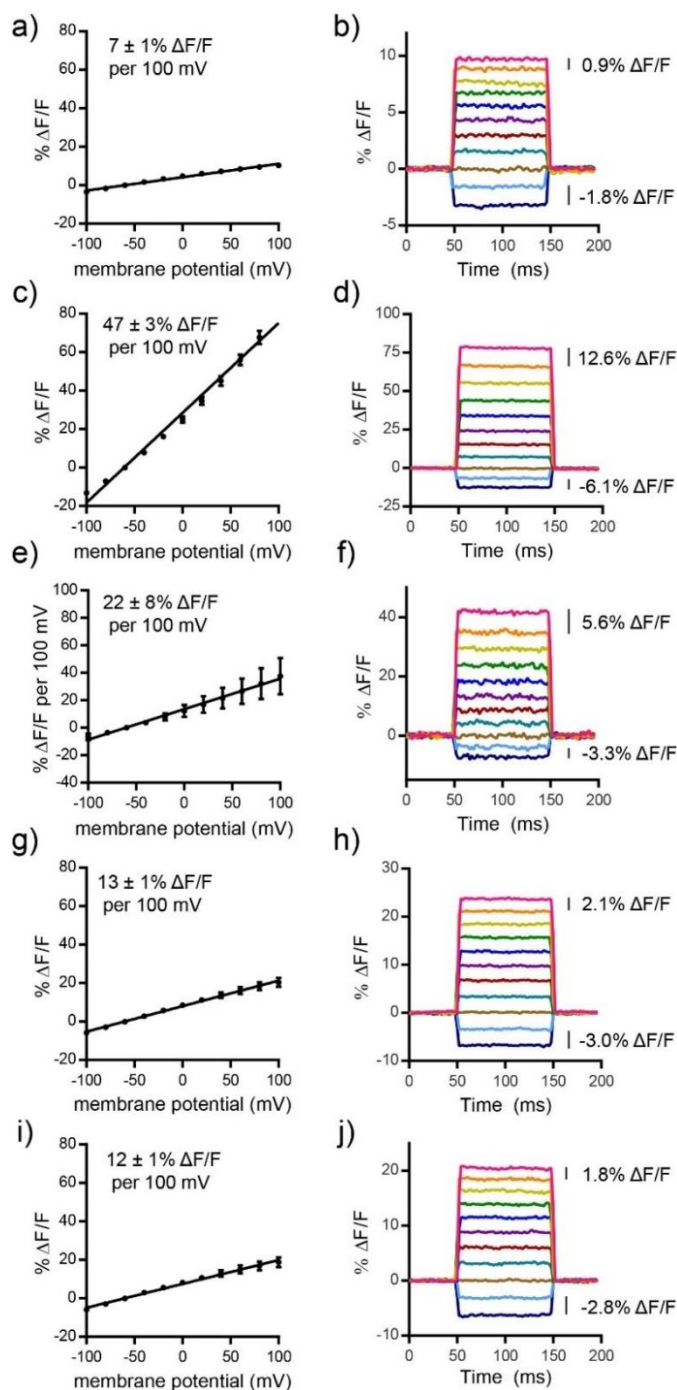 a)
7 ± 1% ΔF/F
per 100 mV
% ΔF/F
80
60
40
20
0
-20
-100 -50 0 50 100
membrane potential (mV)
b)
% ΔF/F
10
5
0
-5
0 50 100 150 200
Time (ms)
0.9% ΔF/F
-1.8% ΔF/F
c)
47 ± 3% ΔF/F
per 100 mV
% ΔF/F
80
60
40
20
0
-20
-100 -50 0 50 100
membrane potential (mV)
d)
% ΔF/F
100
75
50
25
0
-25
0 50 100 150 200
Time (ms)
12.6% ΔF/F
-6.1% ΔF/F
e)
22 ± 8% ΔF/F
per 100 mV
% ΔF/F per 100 mV
100
80
60
40
20
0
-20
-40
-100 -50 0 50 100
membrane potential (mV)
f)
% ΔF/F
40
20
0
0 50 100 150 200
Time (ms)
5.6% ΔF/F
-3.3% ΔF/F
g)
13 ± 1% ΔF/F
per 100 mV
% ΔF/F
80
60
40
20
0
-20
-100 -50 0 50 100
membrane potential (mV)
h)
% ΔF/F
30
20
10
0
-10
0 50 100 150 200
Time (ms)
2.1% ΔF/F
-3.0% ΔF/F
i)
12 ± 1% ΔF/F
per 100 mV
% ΔF/F
80
60
40
20
0
-20
-100 -50 0 50 100
membrane potential (mV)
j)
% ΔF/F
20
10
0
-10
0 50 100 150 200
Time (ms)
1.8% ΔF/F
-2.8% ΔF/F